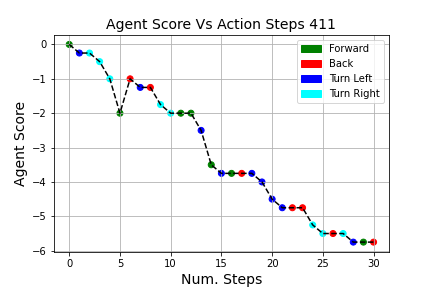 Agent Score Vs Action Steps 411
Forward
Back
Turn Left
Turn Right
Agent Score
0
−1
−2
−3
−4
−5
−6
0 5 10 15 20 25 30
Num. Steps